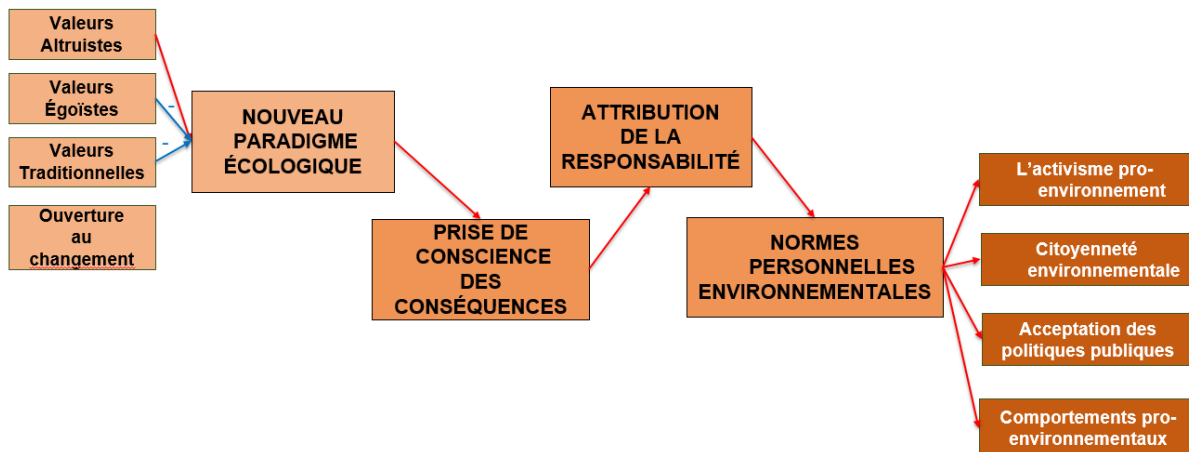 Valeurs
Altruistes
Valeurs
Égoïstes
Valeurs
Traditionnelles
Ouverture
au
changement
-
-
NOUVEAU
PARADIGME
ÉCOLOGIQUE
PRISE DE
CONSCIENCE
DES
CONSÉQUENCES
ATTRIBUTION
DE LA
RESPONSABILITÉ
NORMES
PERSONNELLES
ENVIRONNEMENTALES
L’activisme pro-
environnement
Citoyenneté
environnementale
Acceptation des
politiques publiques
Comportements pro-
environnementaux